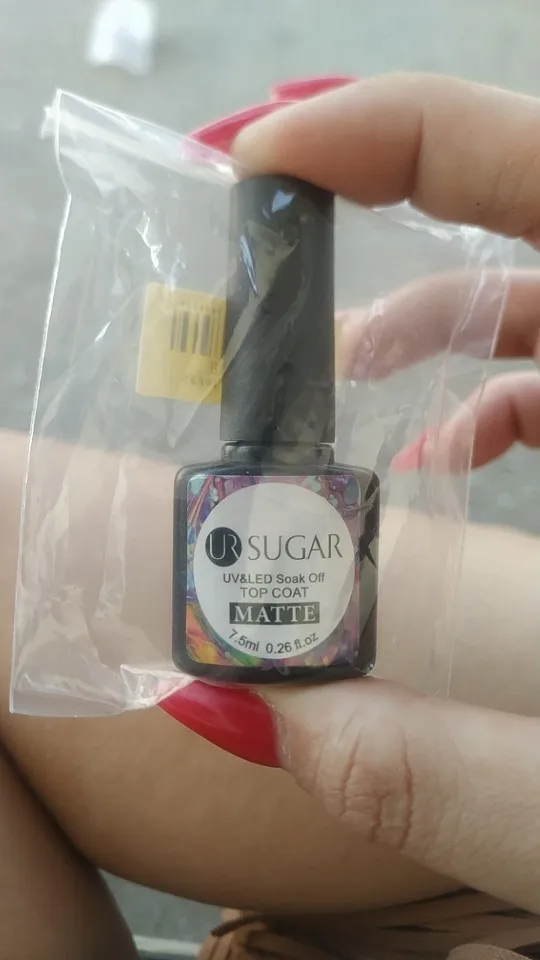 UR SUGAR
UV&LED Soak Off
TOP COAT
MATTE
7.5ml 0.26 fl.oz